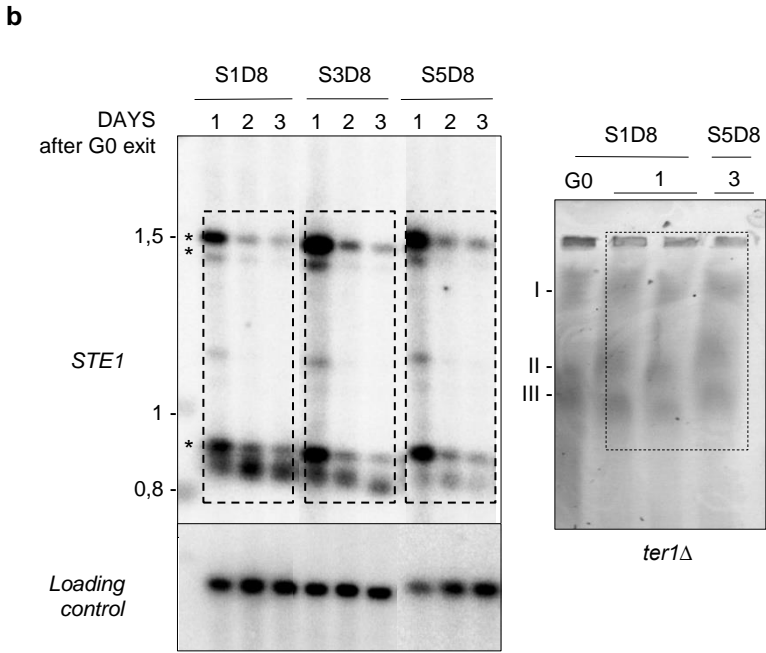 b
S1D8 S3D8 S5D8
DAYS 1 2 3 1 2 3 1 2 3
after G0 exit
1,5 - *
*
STE1
1 -
*
0,8 -
Loading
control
S1D8 S5D8
G0 1 3
I -
II -
III -
ter1∆